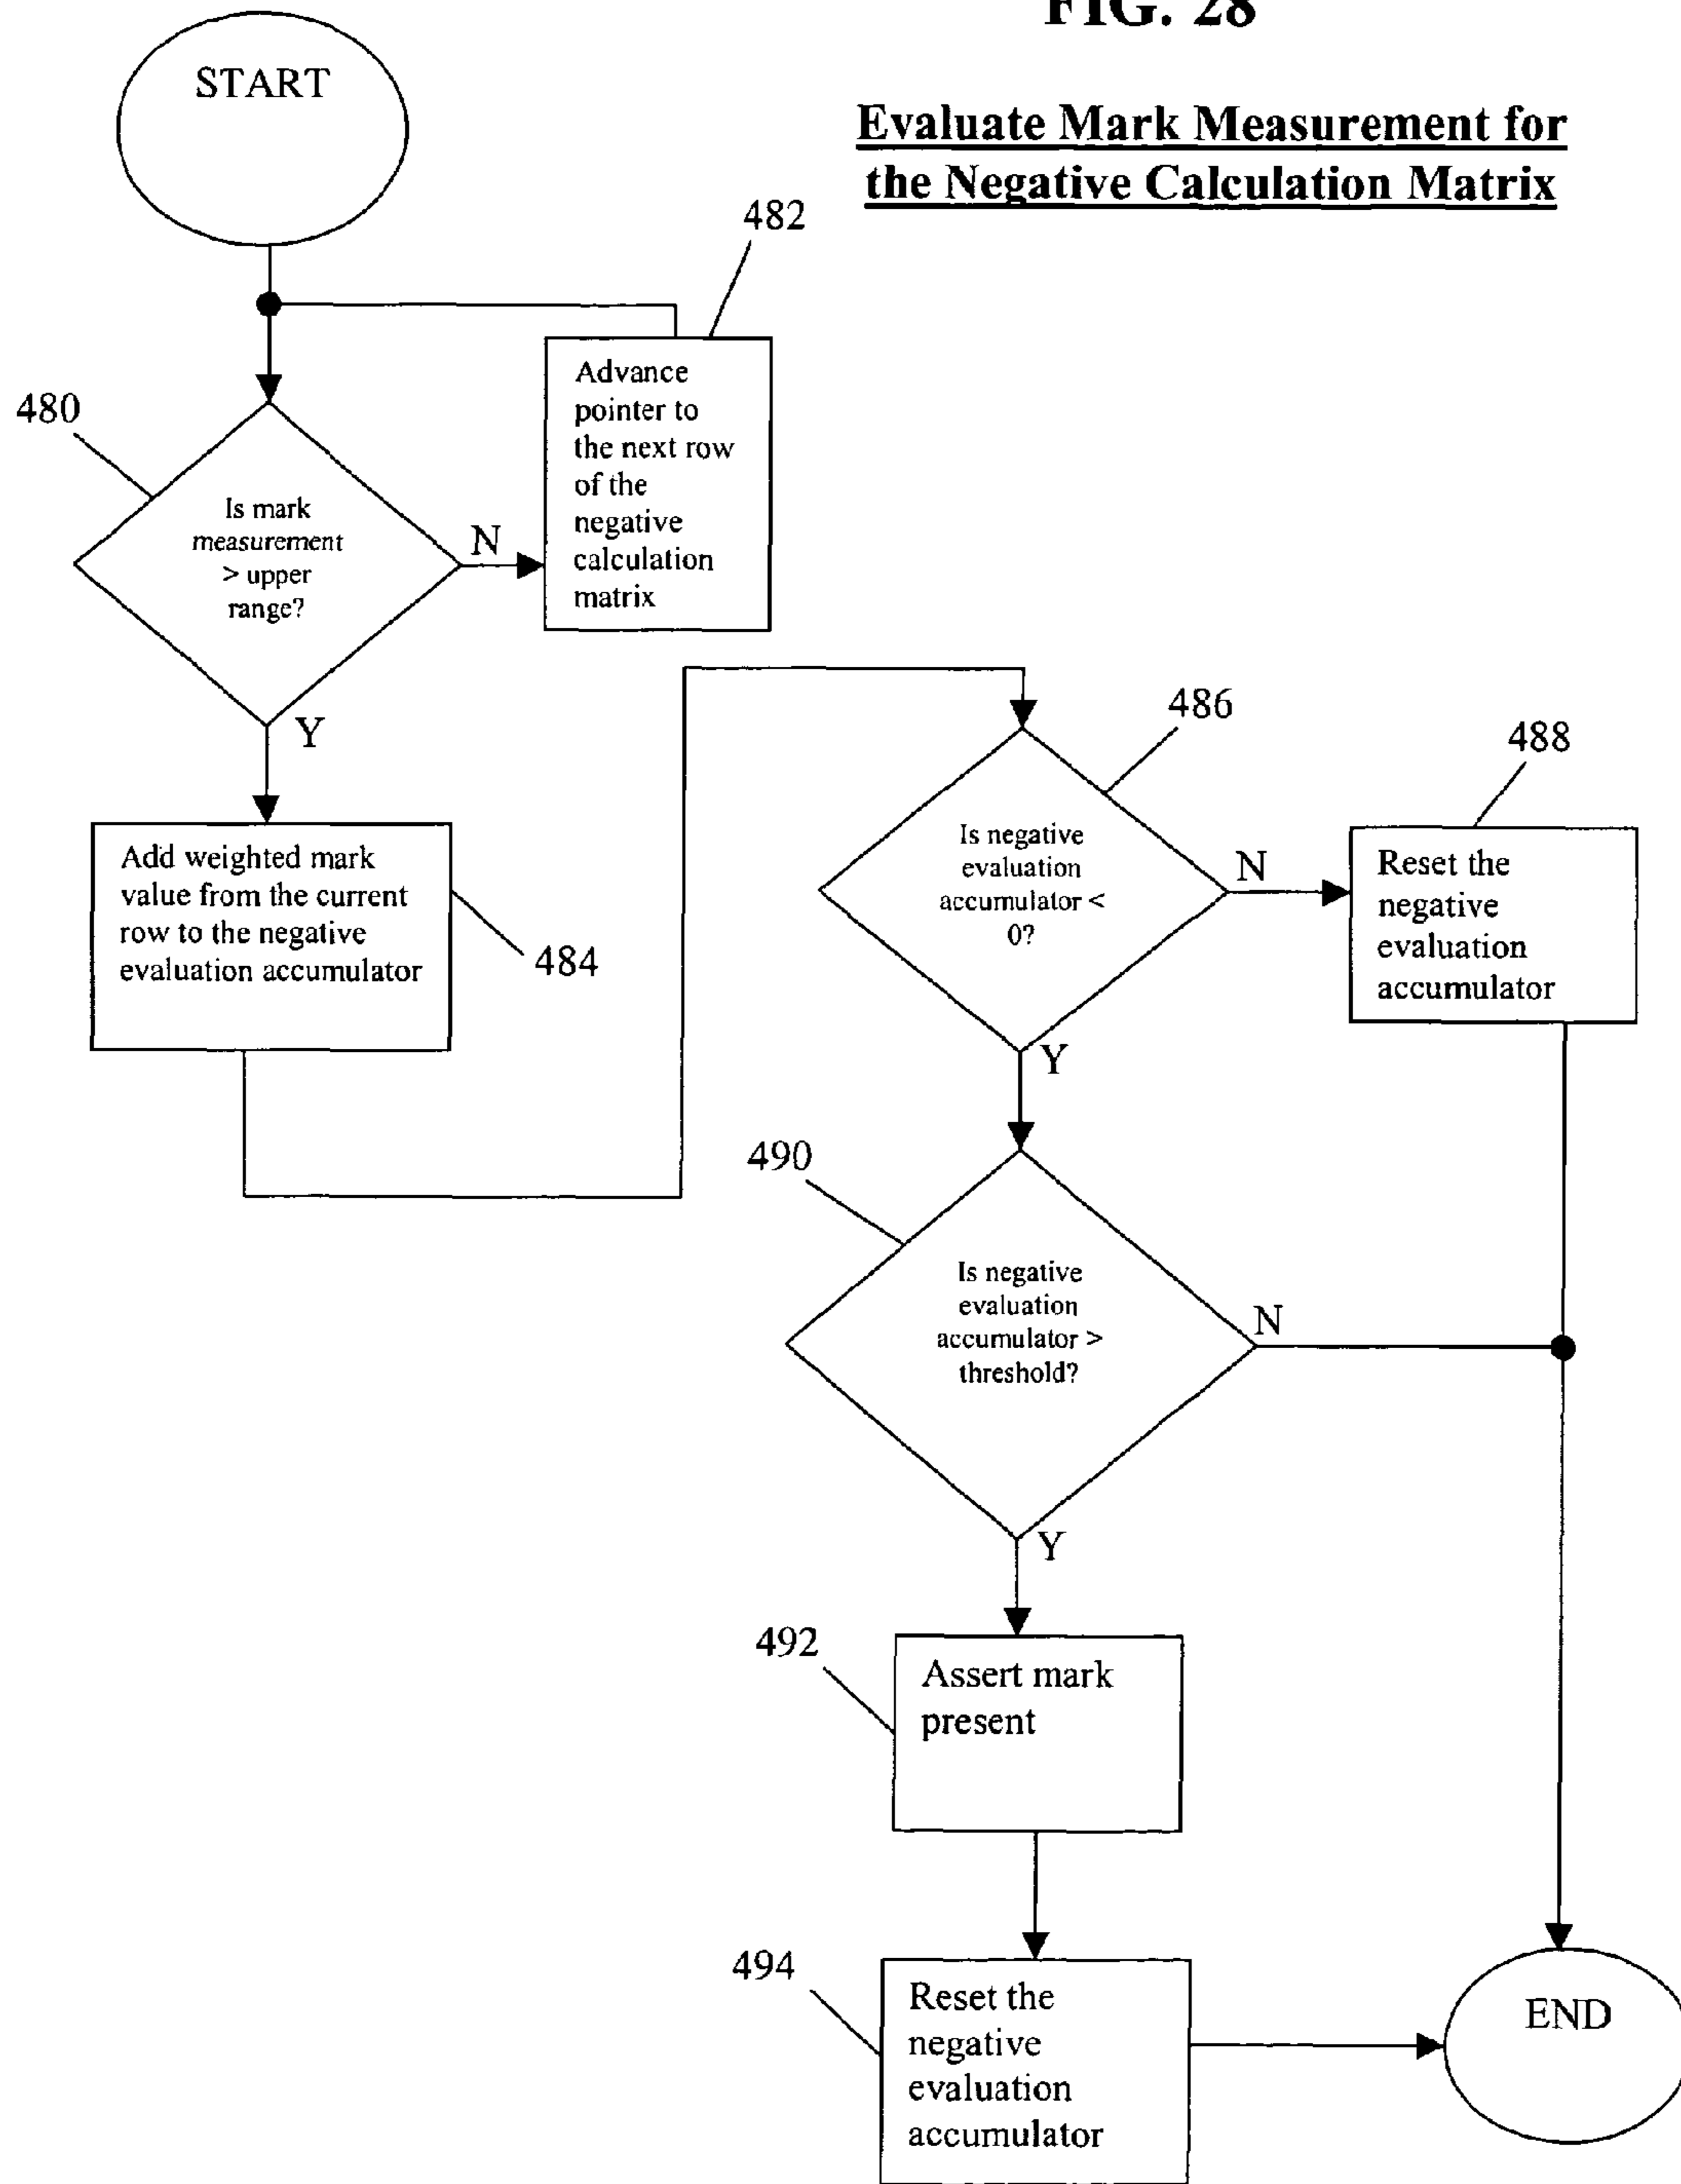 FIG. 28
START
Evaluate Mark Measurement for
the Negative Calculation Matrix
482
Advance
pointer to
the next row
of the
negative
calculation
matrix
480
Is mark
measurement
> upper
range?
N
Y
Add weighted mark
value from the current
row to the negative
evaluation accumulator
484
486
Is negative
evaluation
accumulator <
0?
N
488
Reset the
negative
evaluation
accumulator
Y
490
Is negative
evaluation
accumulator >
threshold?
N
Y
492
Assert mark
present
494
Reset the
negative
evaluation
accumulator
END